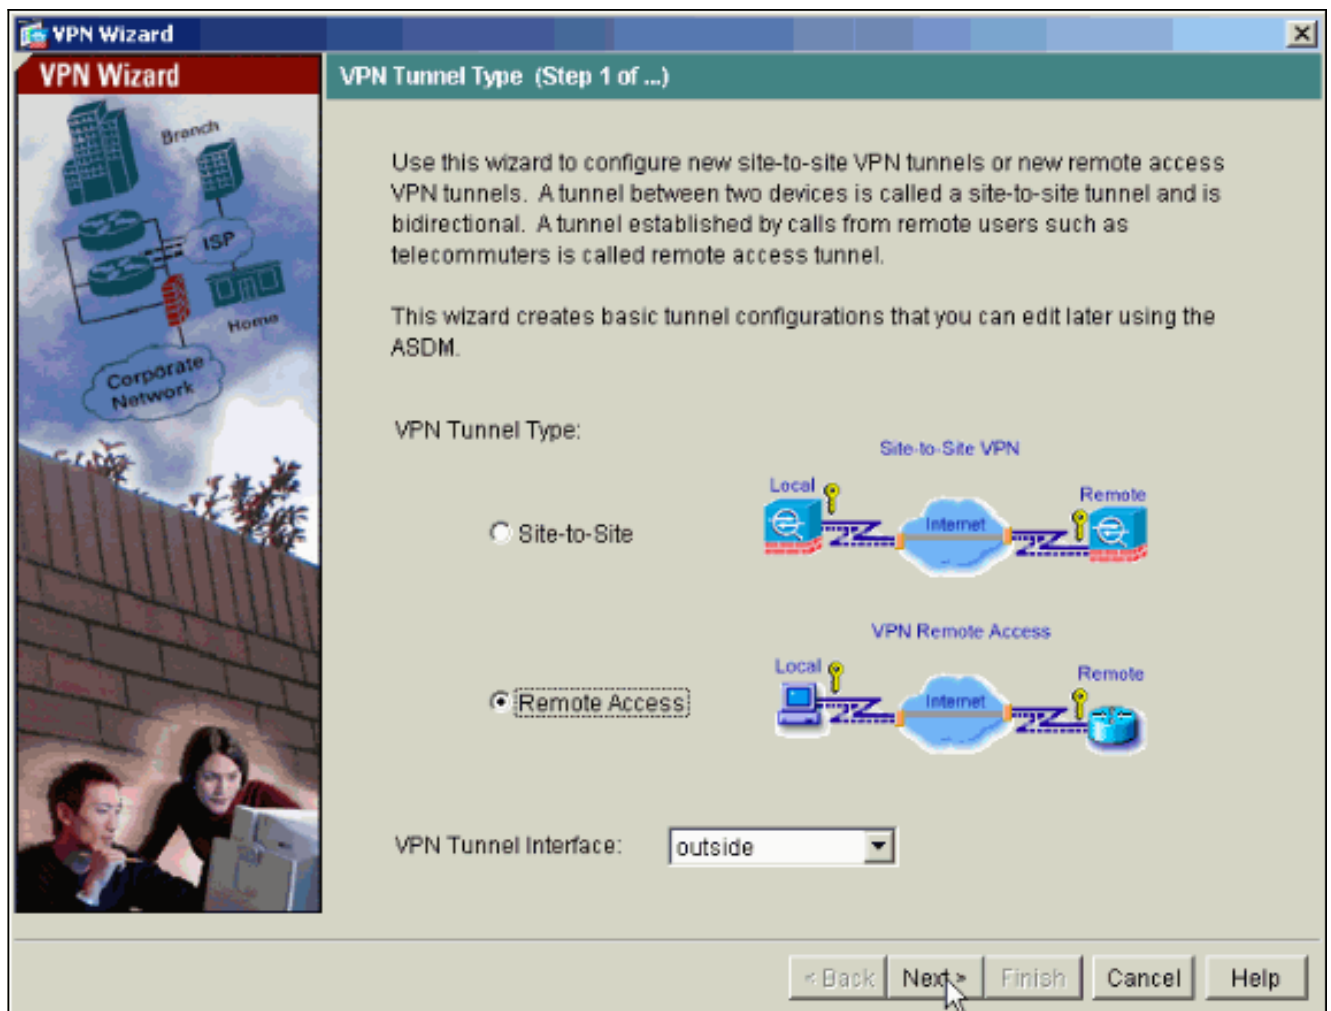 VPN Wizard
VPN Wizard
VPN Tunnel Type (Step 1 of ...)
Branch
ISP
Home
Corporate
Network
Use this wizard to configure new site-to-site VPN tunnels or new remote access
VPN tunnels. A tunnel between two devices is called a site-to-site tunnel and is
bidirectional. A tunnel established by calls from remote users such as
telecommuters is called remote access tunnel.
This wizard creates basic tunnel configurations that you can edit later using the
ASDM.
VPN Tunnel Type:
Site-to-Site VPN
Local
Remote
Internet
Site-to-Site
VPN Remote Access
Local
Remote
Internet
Remote Access
VPN Tunnel Interface:
outside
< Back
Next >
Finish
Cancel
Help